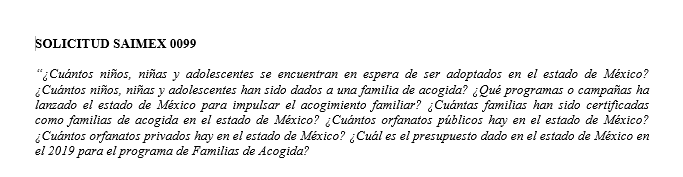 SOLICITUD SAIMEX 0099
“¿Cuántos niños, niñas y adolescentes se encuentran en espera de ser adoptados en el estado de México?
¿Cuántos niños, niñas y adolescentes han sido dados a una familia de acogida? ¿Qué programas o campañas ha
lanzado el estado de México para impulsar el acogimiento familiar? ¿Cuántas familias han sido certificadas
como familias de acogida en el estado de México? ¿Cuántos orfanatos públicos hay en el estado de México?
¿Cuántos orfanatos privados hay en el estado de México? ¿Cuál es el presupuesto dado en el estado de México en
el 2019 para el programa de Familias de Acogida?